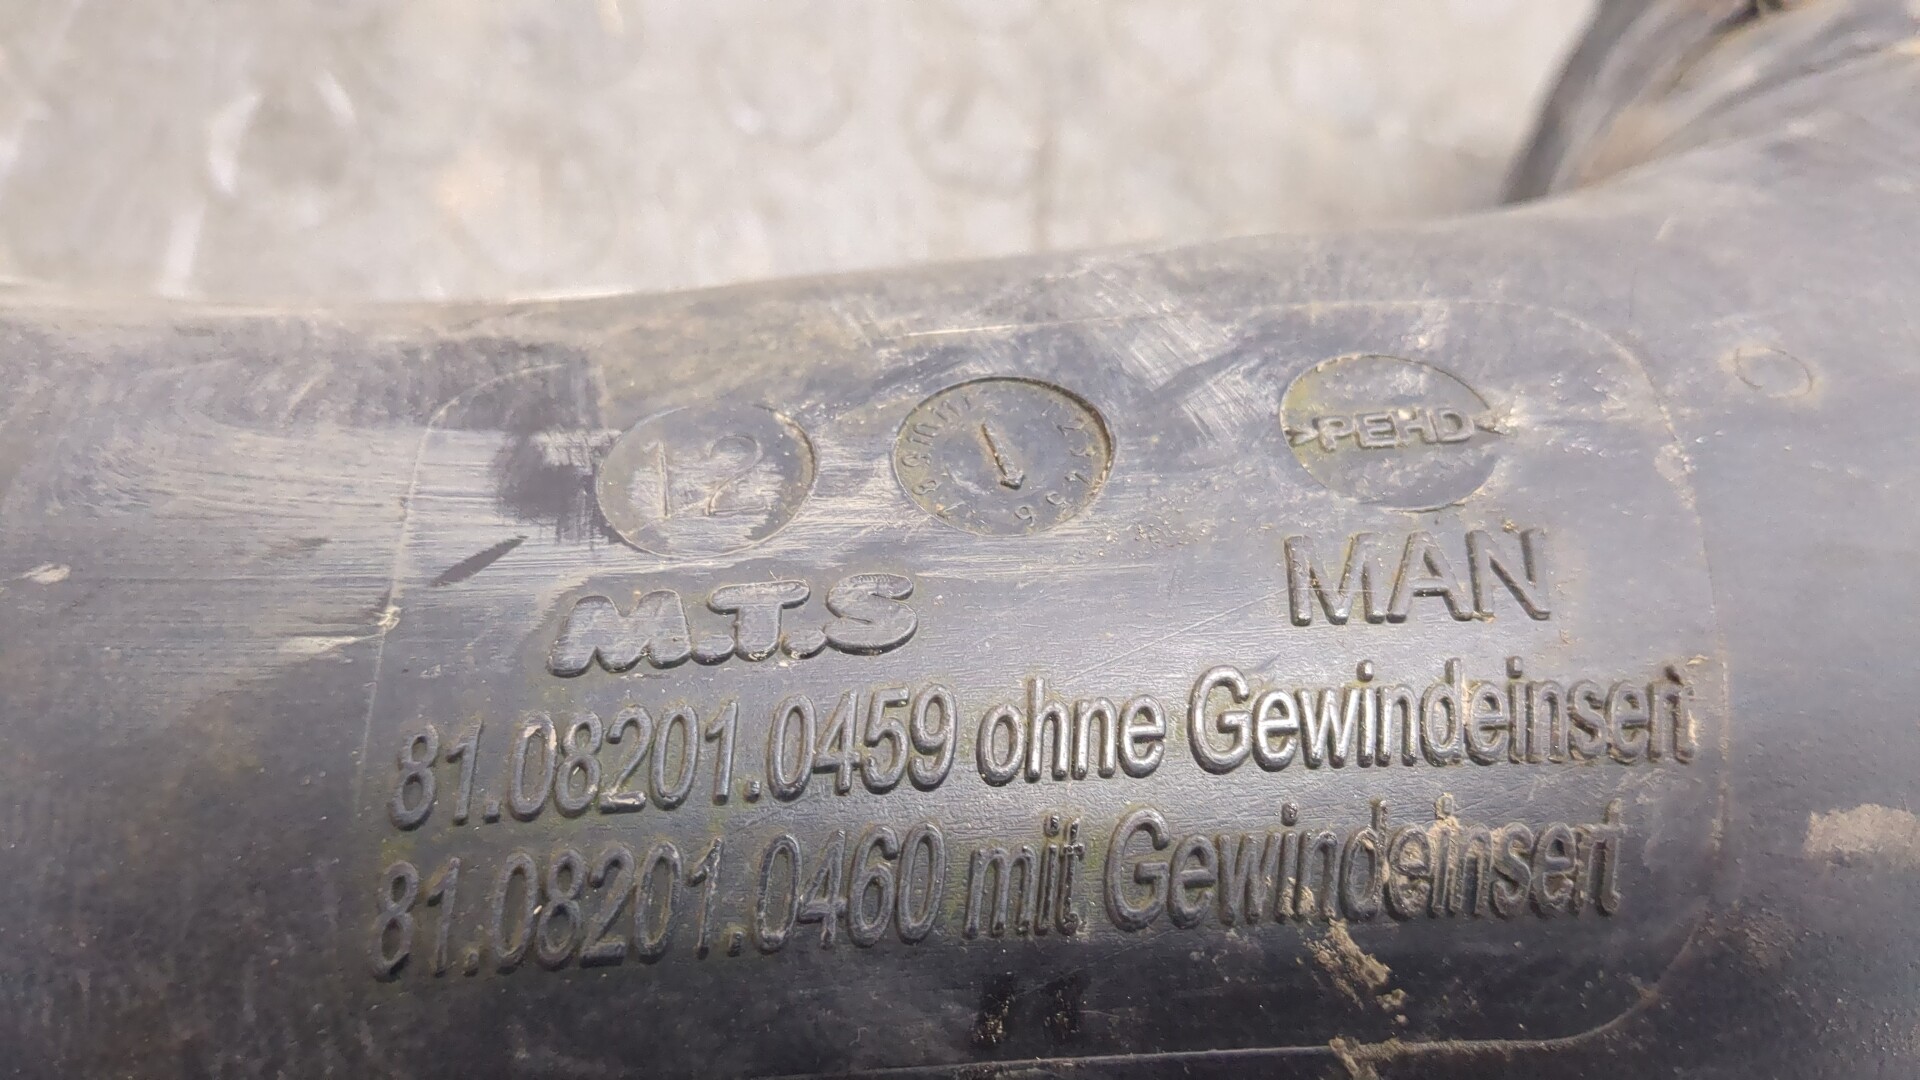 12
>PEHD<
M.T.S
MAN
81.08201.0459 ohne Gewindeinsert
81.08201.0460 mit Gewindeinsert